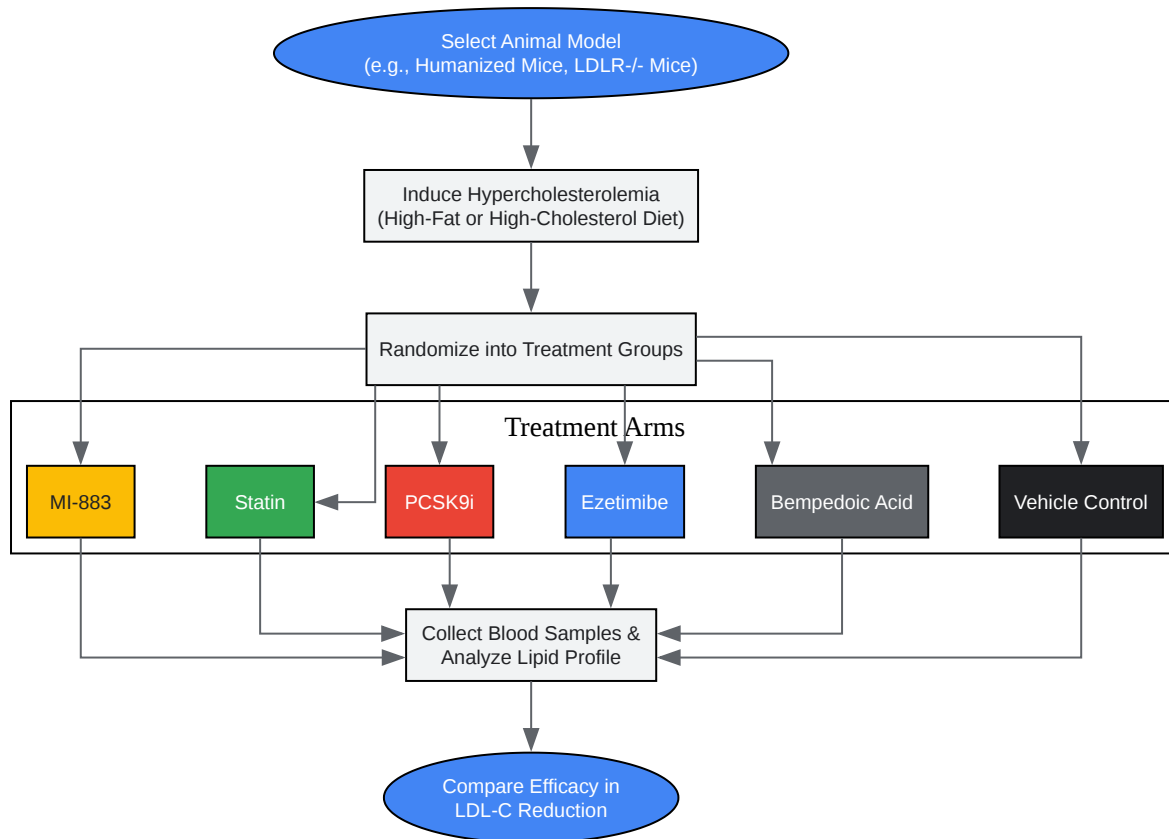 Select Animal Model
(e.g., Humanized Mice, LDLR-/- Mice)
Induce Hypercholesterolemia
(High-Fat or High-Cholesterol Diet)
Randomize into Treatment Groups
Treatment Arms
MI-883
Statin
PCSK9i
Ezetimibe
Bempedoic Acid
Vehicle Control
Collect Blood Samples &
Analyze Lipid Profile
Compare Efficacy in
LDL-C Reduction